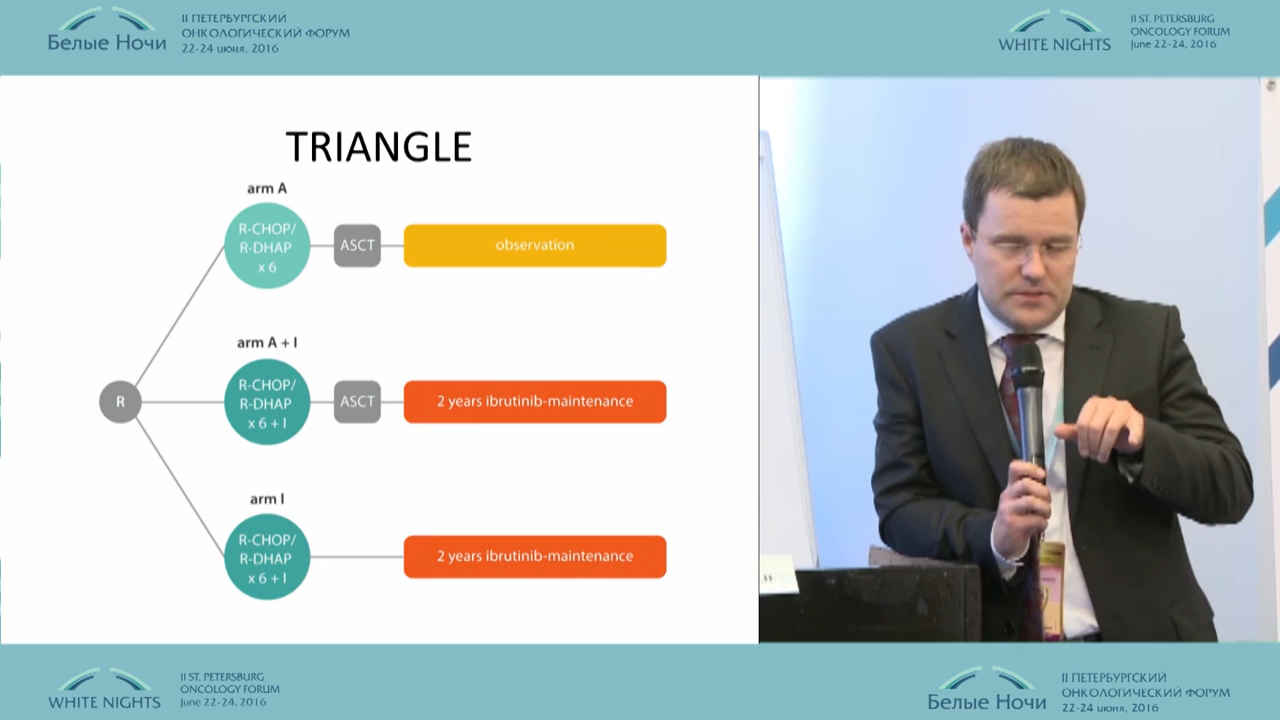 Белые Ночи
II ПЕТЕРБУРГСКИЙ
ОНКОЛОГИЧЕСКИЙ ФОРУМ
22-24 июня, 2016
WHITE NIGHTS
II ST. PETERSBURG
ONCOLOGY FORUM
June 22-24, 2016
TRIANGLE
arm A
R-CHOP/
R-DHAP
x 6
ASCT
observation
arm A + I
R
R-CHOP/
R-DHAP
x 6 + I
ASCT
2 years ibrutinib-maintenance
arm I
R-CHOP/
R-DHAP
x 6 + I
2 years ibrutinib-maintenance
WHITE NIGHTS
II ST. PETERSBURG
ONCOLOGY FORUM
June 22-24, 2016
Белые Ночи
II ПЕТЕРБУРГСКИЙ
ОНКОЛОГИЧЕСКИЙ ФОРУМ
22-24 июня, 2016